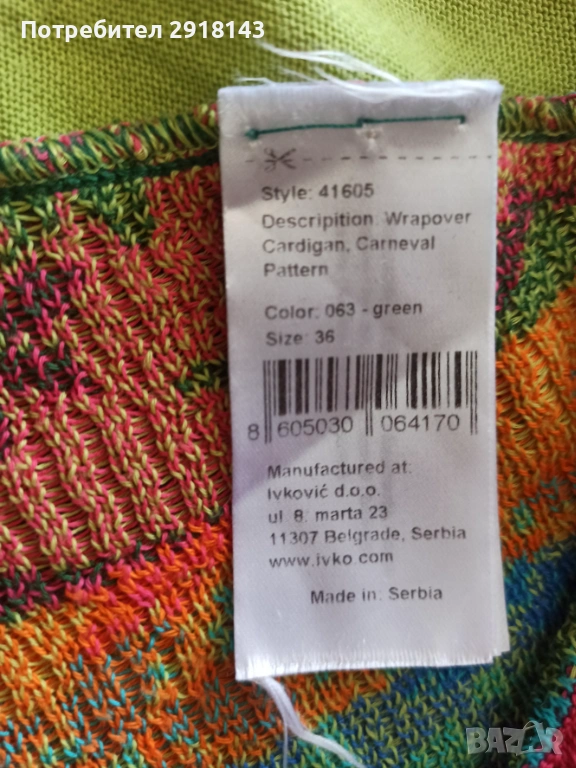 Потребител 2918143
Style: 41605
Descripition: Wrapover
Cardigan, Carneval
Pattern
Color: 063 - green
Size: 36
8 605030 064170
Manufactured at:
Ivković d.o.o.
ul. 8. marta 23
11307 Belgrade, Serbia
www.ivko.com
Made in: Serbia
BAZAR